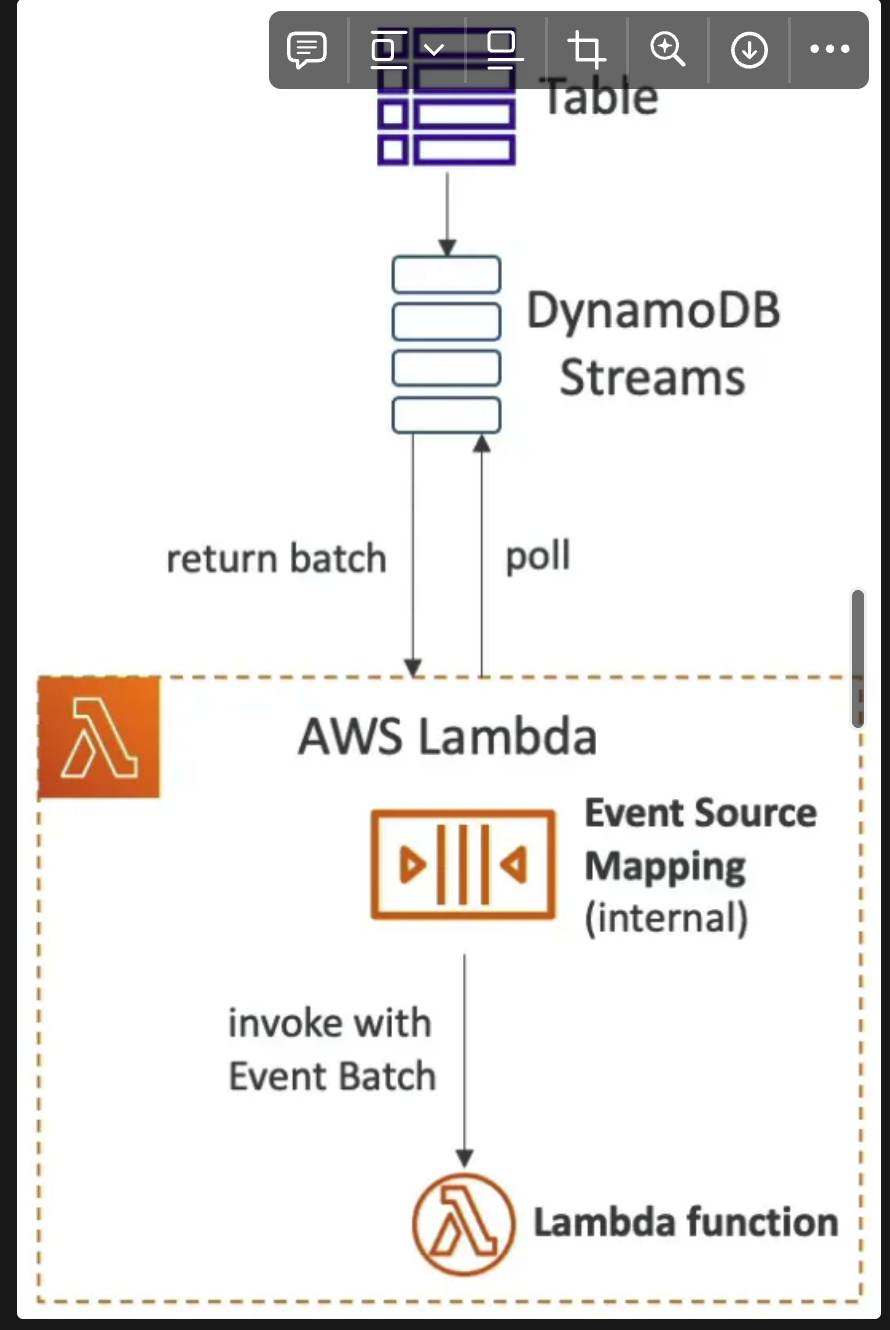 Table
DynamoDB
Streams
return batch
poll
AWS Lambda
Event Source
Mapping
(internal)
invoke with
Event Batch
Lambda function